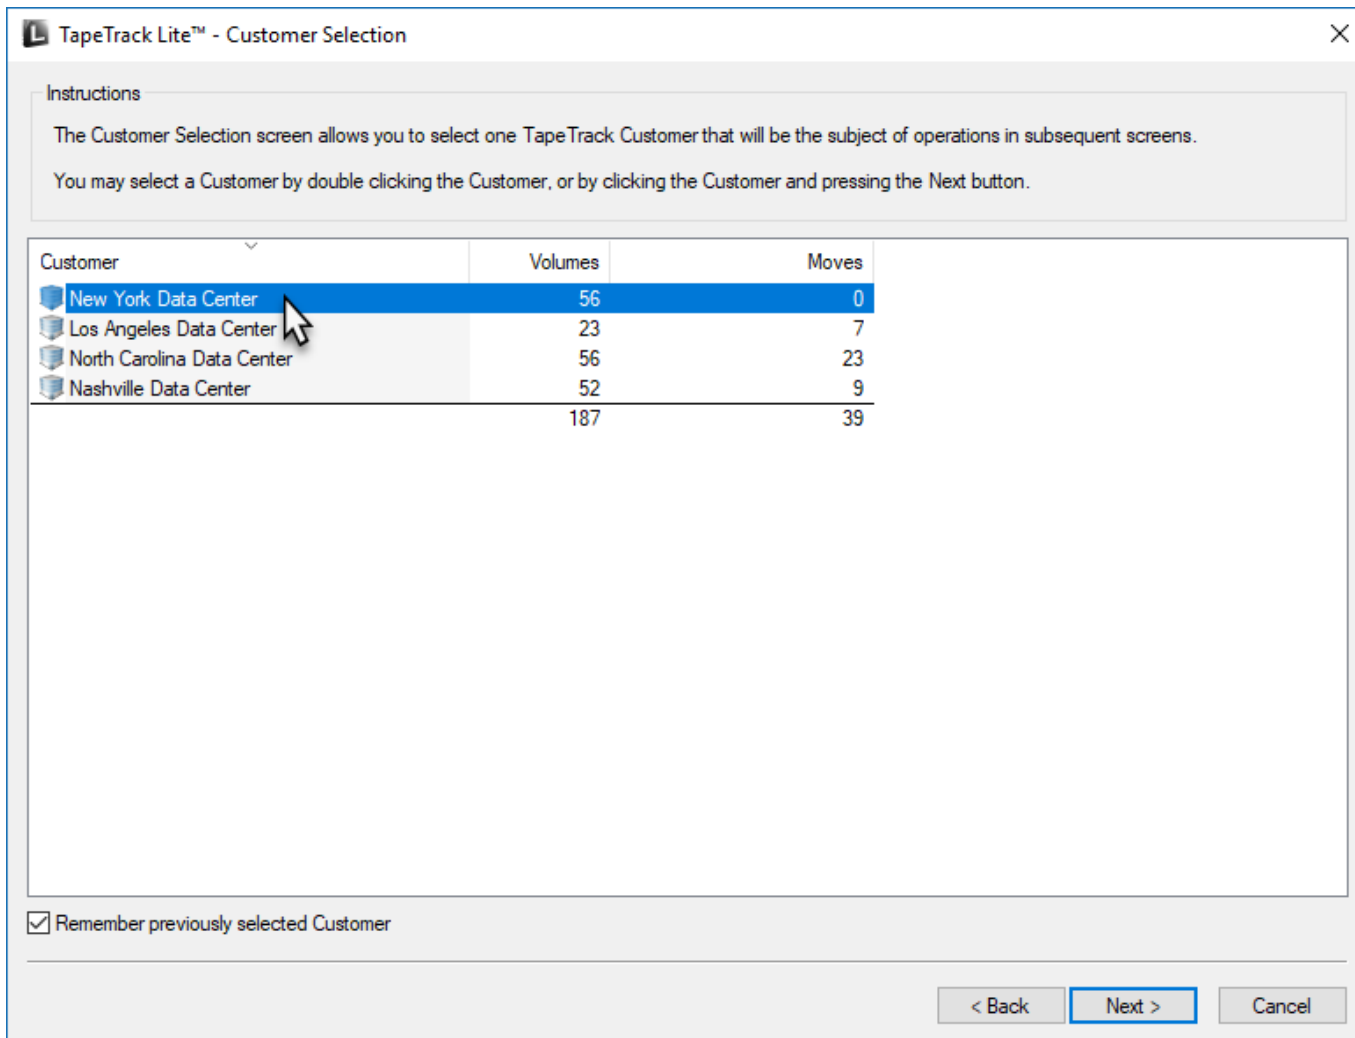 TapeTrack Lite™ - Customer Selection
Instructions
The Customer Selection screen allows you to select one TapeTrack Customer that will be the subject of operations in subsequent screens.
You may select a Customer by double clicking the Customer, or by clicking the Customer and pressing the Next button.
Customer Volumes Moves
New York Data Center 56 0
Los Angeles Data Center 23 7
North Carolina Data Center 56 23
Nashville Data Center 52 9
187 39
Remember previously selected Customer
< Back Next > Cancel